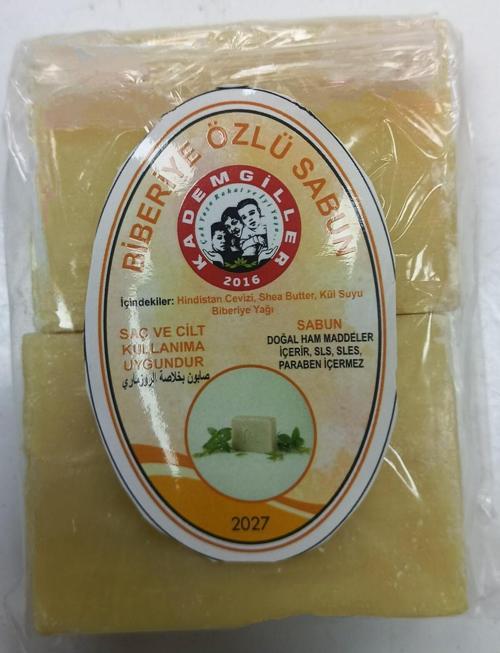 BİBERİYE ÖZLÜ SABUN
KADEMGİLLER
2016
İçindekiler: Hindistan Cevizi, Shea Butter, Kül Suyu
Biberiye Yağı
SAÇ VE CİLT
KULLANIMA
UYGUNDUR
صابون بخلاصة الروزماري
SABUN
DOĞAL HAM MADDELER
İÇERİR, SLS, SLES,
PARABEN İÇERMEZ
2027